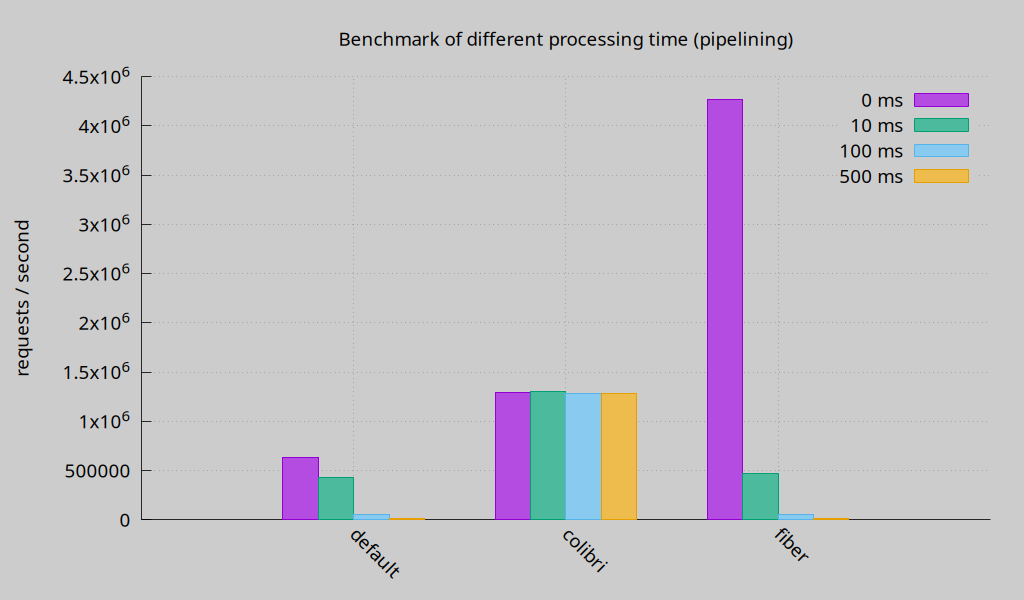 Benchmark of different processing time (pipelining)
4.5x10⁶
4x10⁶
3.5x10⁶
3x10⁶
2.5x10⁶
2x10⁶
1.5x10⁶
1x10⁶
500000
0
requests / second
0 ms
10 ms
100 ms
500 ms
default
colibri
fiber